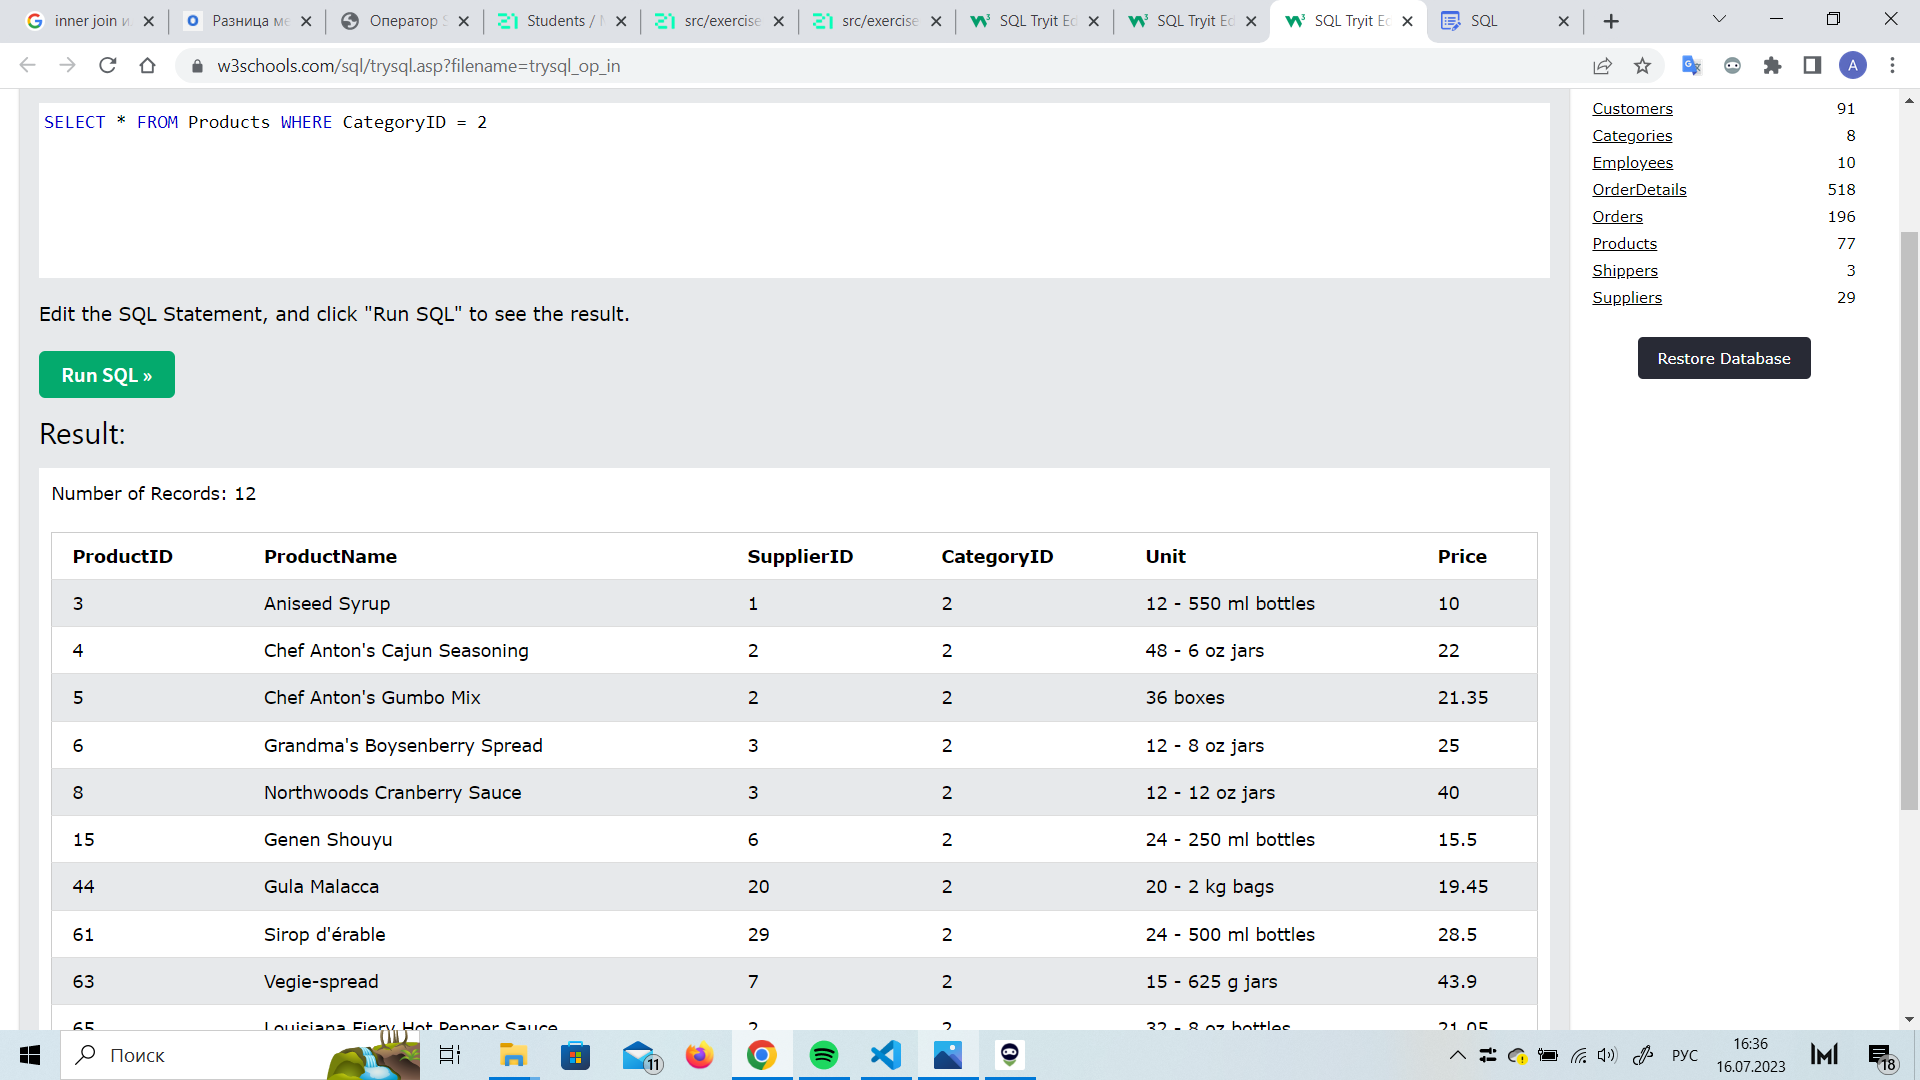 inner join и
Разница ме
Оператор S
Students / M
src/exercise
src/exercise
SQL Tryit Ed
SQL Tryit Ed
SQL Tryit Ed
SQL
w3schools.com/sql/trysql.asp?filename=trysql_op_in
A
SELECT * FROM Products WHERE CategoryID = 2
Edit the SQL Statement, and click "Run SQL" to see the result.
Run SQL »
Result:
Number of Records: 12
ProductID ProductName SupplierID CategoryID Unit Price
3 Aniseed Syrup 1 2 12 - 550 ml bottles 10
4 Chef Anton's Cajun Seasoning 2 2 48 - 6 oz jars 22
5 Chef Anton's Gumbo Mix 2 2 36 boxes 21.35
6 Grandma's Boysenberry Spread 3 2 12 - 8 oz jars 25
8 Northwoods Cranberry Sauce 3 2 12 - 12 oz jars 40
15 Genen Shouyu 6 2 24 - 250 ml bottles 15.5
44 Gula Malacca 20 2 20 - 2 kg bags 19.45
61 Sirop d'érable 29 2 24 - 500 ml bottles 28.5
63 Vegie-spread 7 2 15 - 625 g jars 43.9
65 Louisiana Fiery Hot Pepper Sauce 2 2 32 - 8 oz bottles 21.05
Customers 91
Categories 8
Employees 10
OrderDetails 518
Orders 196
Products 77
Shippers 3
Suppliers 29
Restore Database
Поиск
11
РУС
16:36
16.07.2023
18